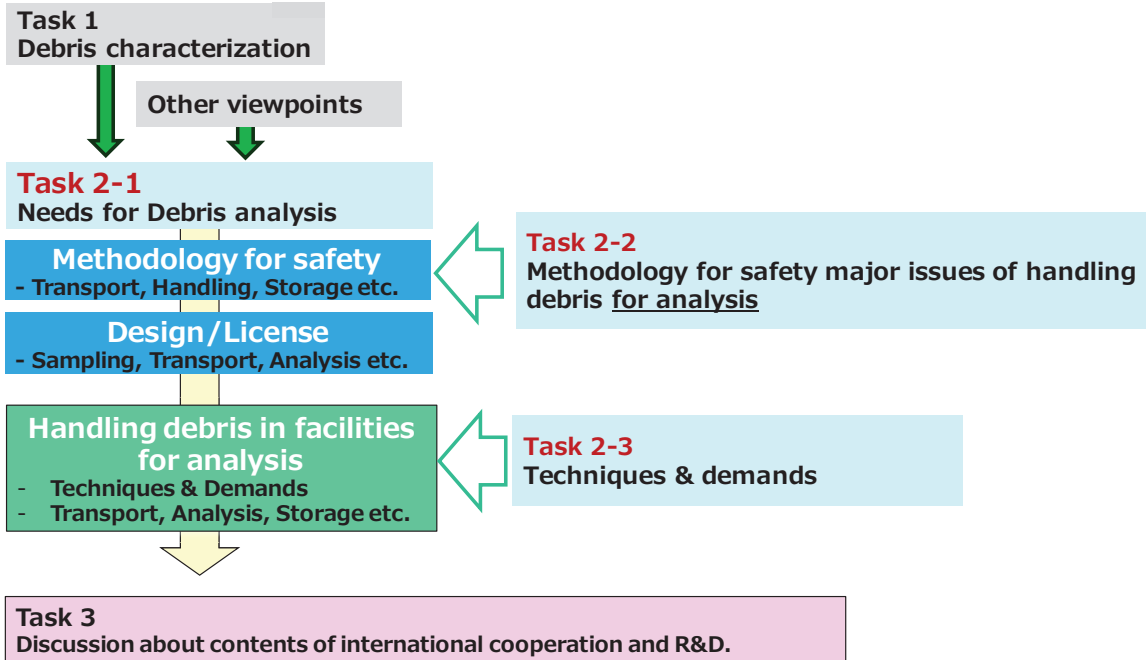 Task 1
Debris characterization
Other viewpoints
Task 2-1
Needs for Debris analysis
Methodology for safety
- Transport, Handling, Storage etc.
Task 2-2
Methodology for safety major issues of handling
debris for analysis
Design/License
- Sampling, Transport, Analysis etc.
Handling debris in facilities
for analysis
- Techniques & Demands
- Transport, Analysis, Storage etc.
Task 2-3
Techniques & demands
Task 3
Discussion about contents of international cooperation and R&D.